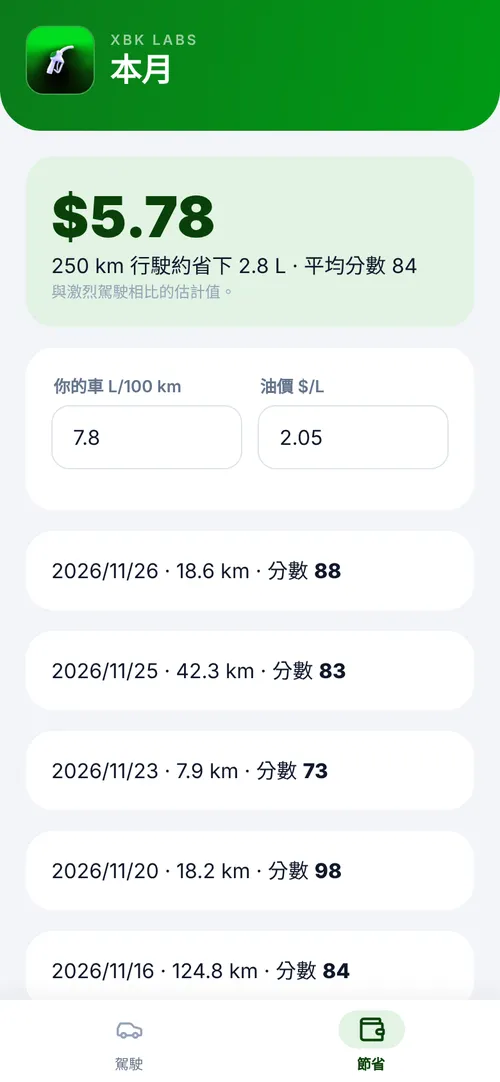 XBK LABS
本月
$5.78
250 km 行駛約省下 2.8 L · 平均分數 84
與激烈駕駛相比的估計值。
你的車 L/100 km
油價 $/L
7.8
2.05
2026/11/26 · 18.6 km · 分數 88
2026/11/25 · 42.3 km · 分數 83
2026/11/23 · 7.9 km · 分數 73
2026/11/20 · 18.2 km · 分數 98
2026/11/16 · 124.8 km · 分數 84
駕駛
節省